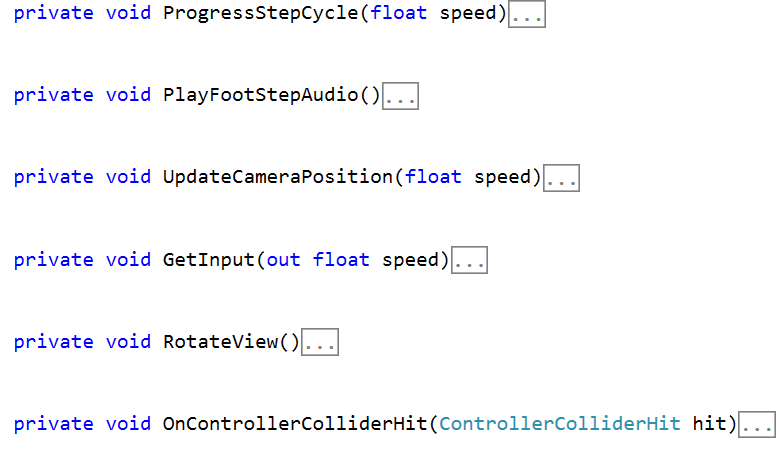 private void ProgressStepCycle(float speed)...
private void PlayFootStepAudio()...
private void UpdateCameraPosition(float speed)...
private void GetInput(out float speed)...
private void RotateView()...
private void OnControllerColliderHit(ControllerColliderHit hit)...